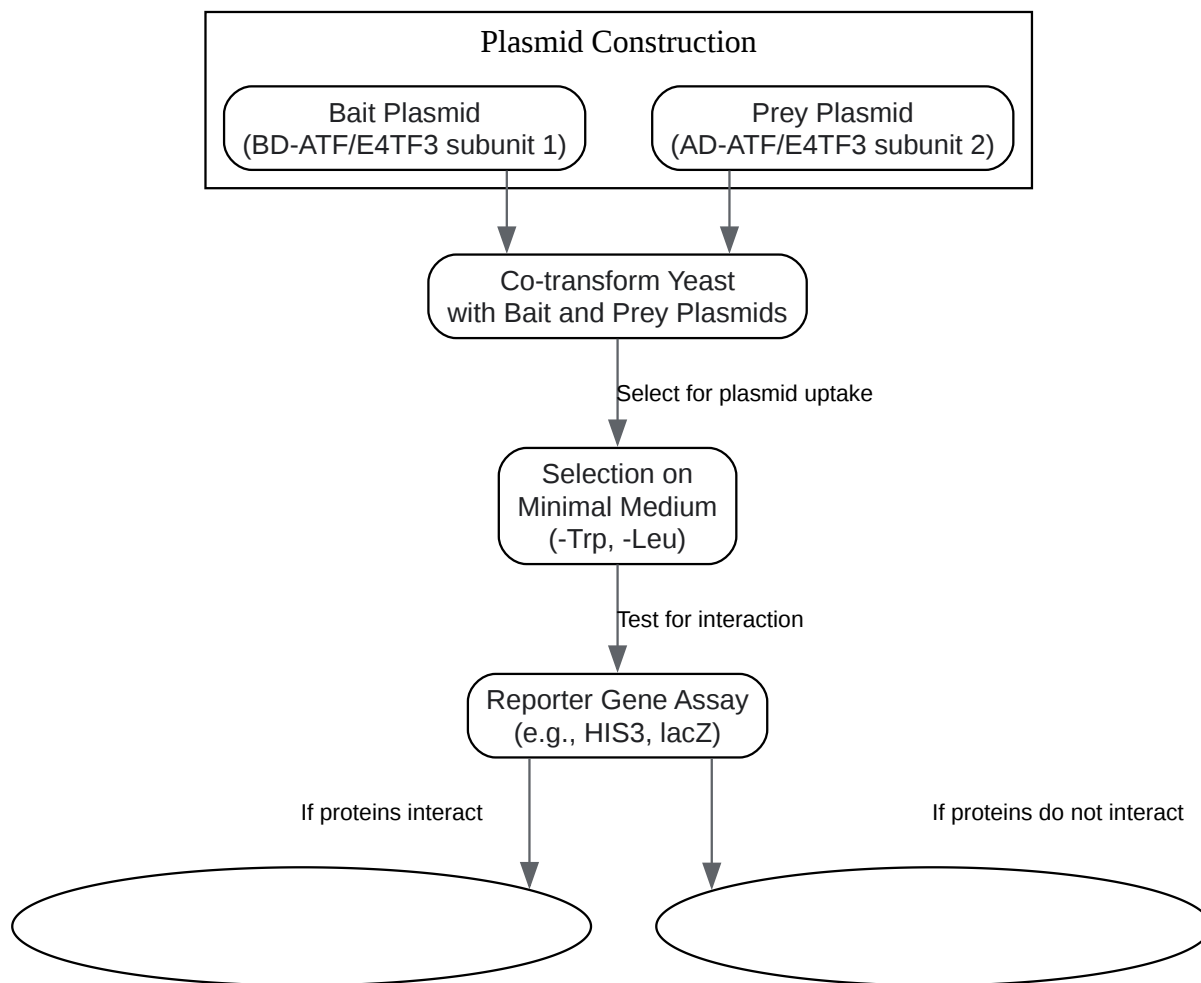 Plasmid Construction
Bait Plasmid
(BD-ATF/E4TF3 subunit 1)
Prey Plasmid
(AD-ATF/E4TF3 subunit 2)
Co-transform Yeast
with Bait and Prey Plasmids
Select for plasmid uptake
Selection on
Minimal Medium
(-Trp, -Leu)
Test for interaction
Reporter Gene Assay
(e.g., HIS3, lacZ)
If proteins interact
If proteins do not interact